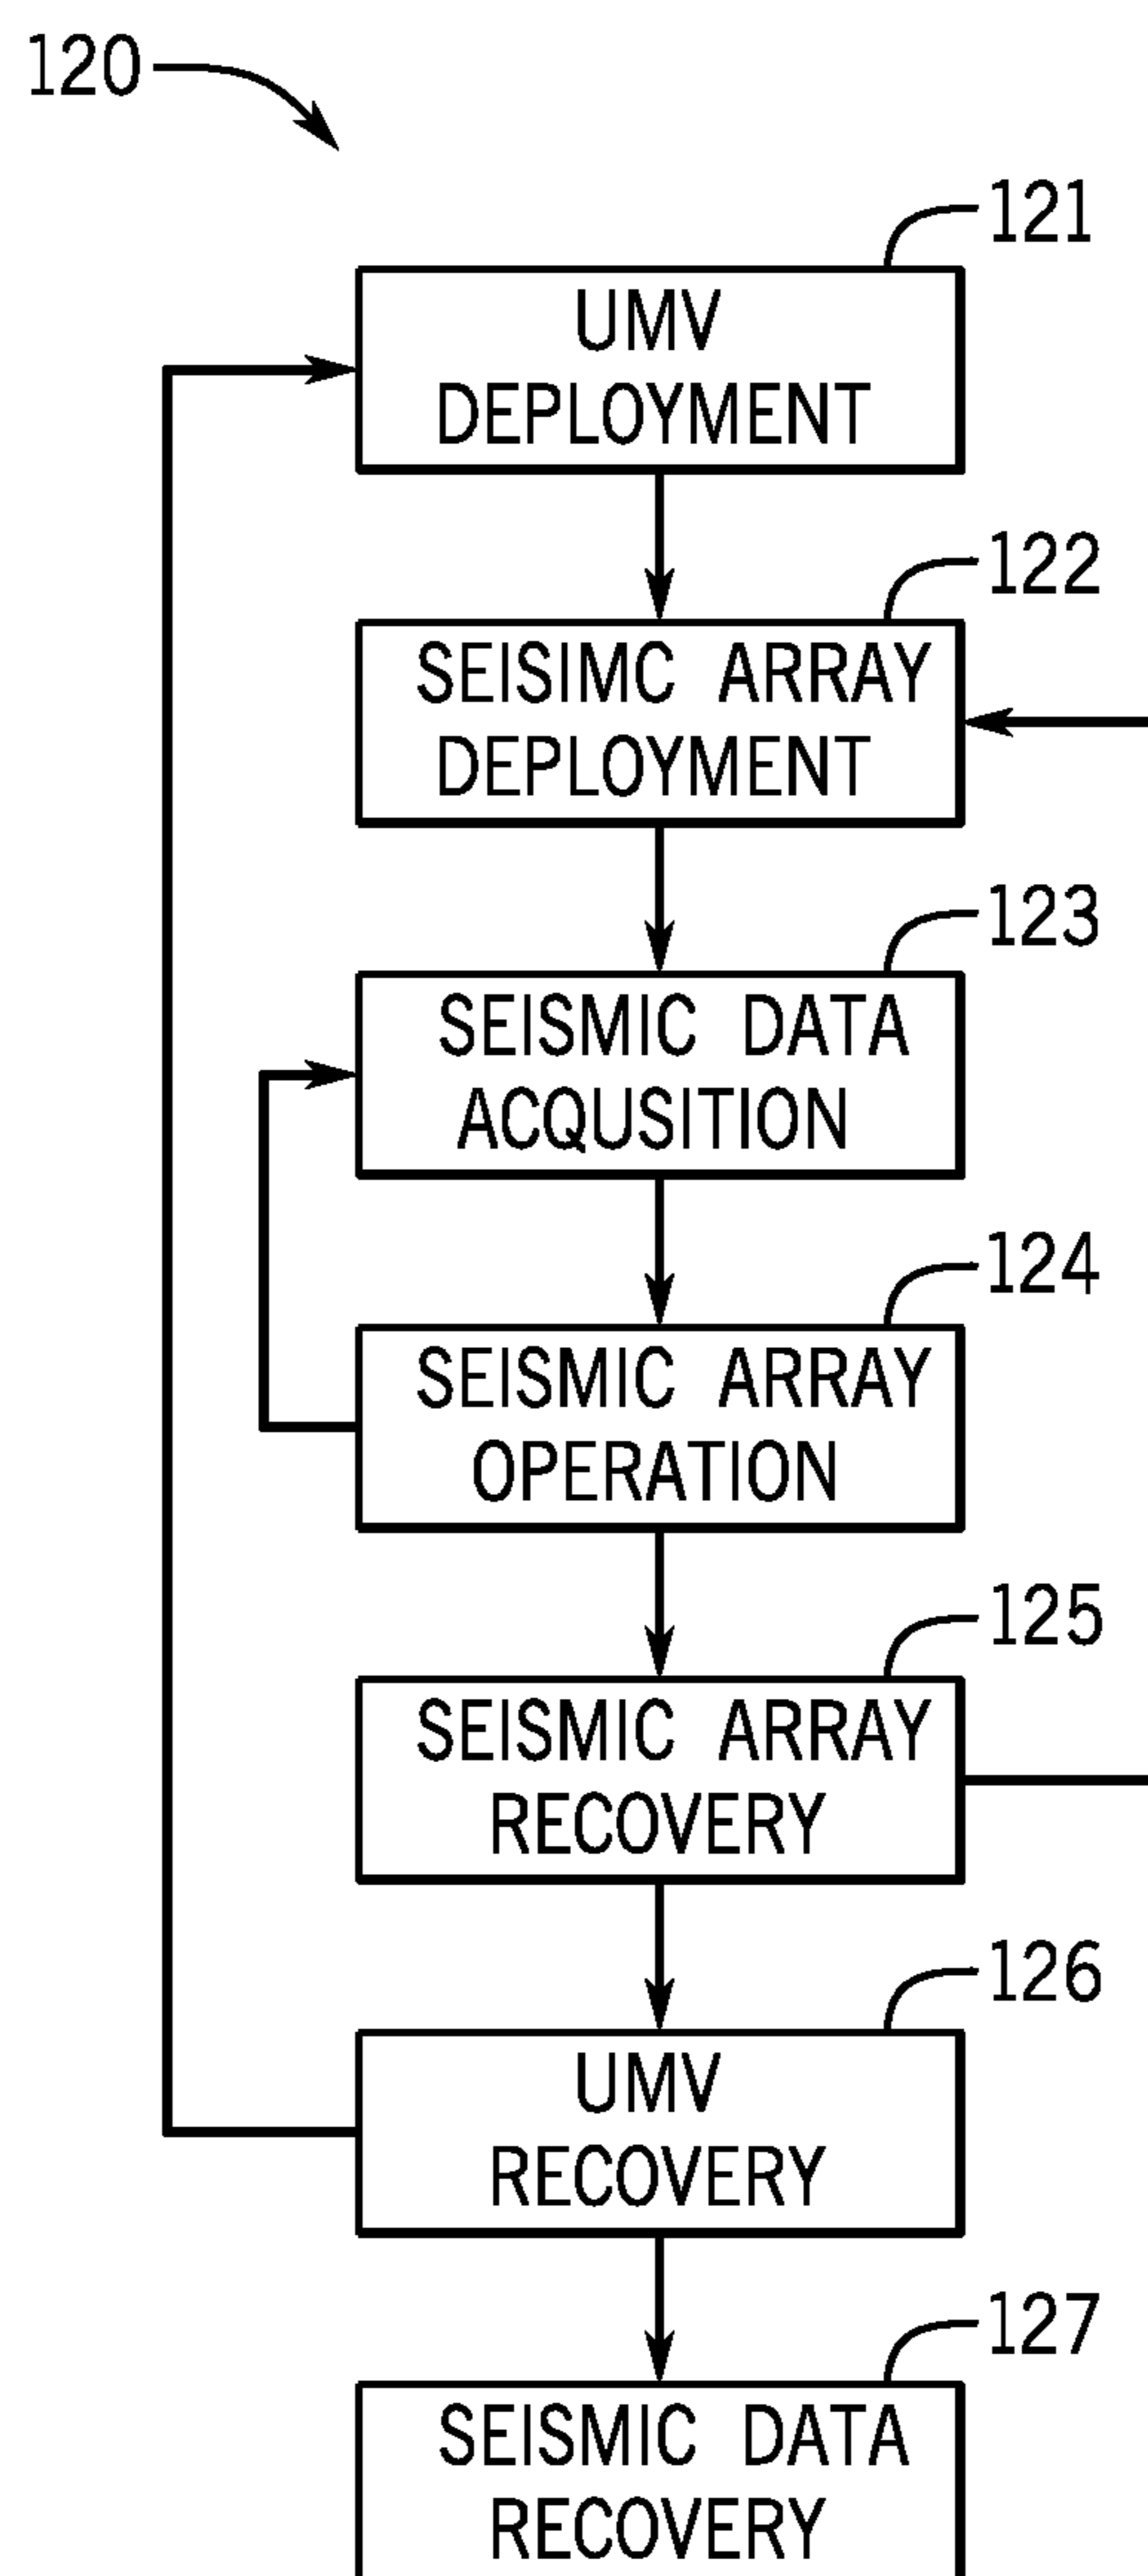 120
121
UMV
DEPLOYMENT
122
SEISIMC ARRAY
DEPLOYMENT
123
SEISMIC DATA
ACQUSITION
124
SEISMIC ARRAY
OPERATION
125
SEISMIC ARRAY
RECOVERY
126
UMV
RECOVERY
127
SEISMIC DATA
RECOVERY